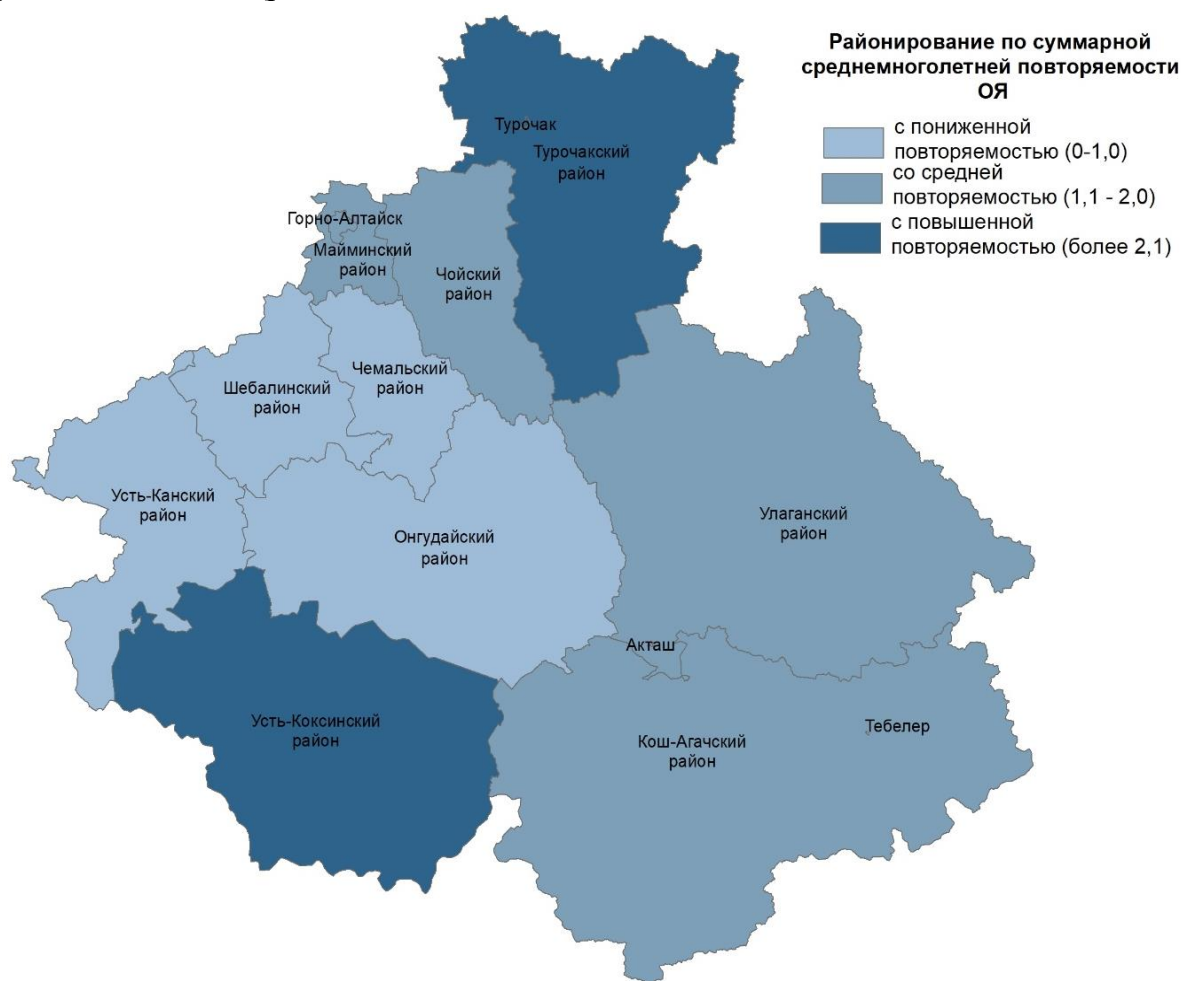 Районирование по суммарной
среднемноголетней повторяемости
ОЯ
с пониженной
повторяемостью (0-1,0)
со средней
повторяемостью (1,1 - 2,0)
с повышенной
повторяемостью (более 2,1)
Турочак
Турочакский
район
Горно-Алтайск
Майминский
район
Чойский
район
Чемальский
район
Шебалинский
район
Усть-Канский
район
Онгудайский
район
Улаганский
район
Акташ
Усть-Коксинский
район
Кош-Агачский
район
Тебелер